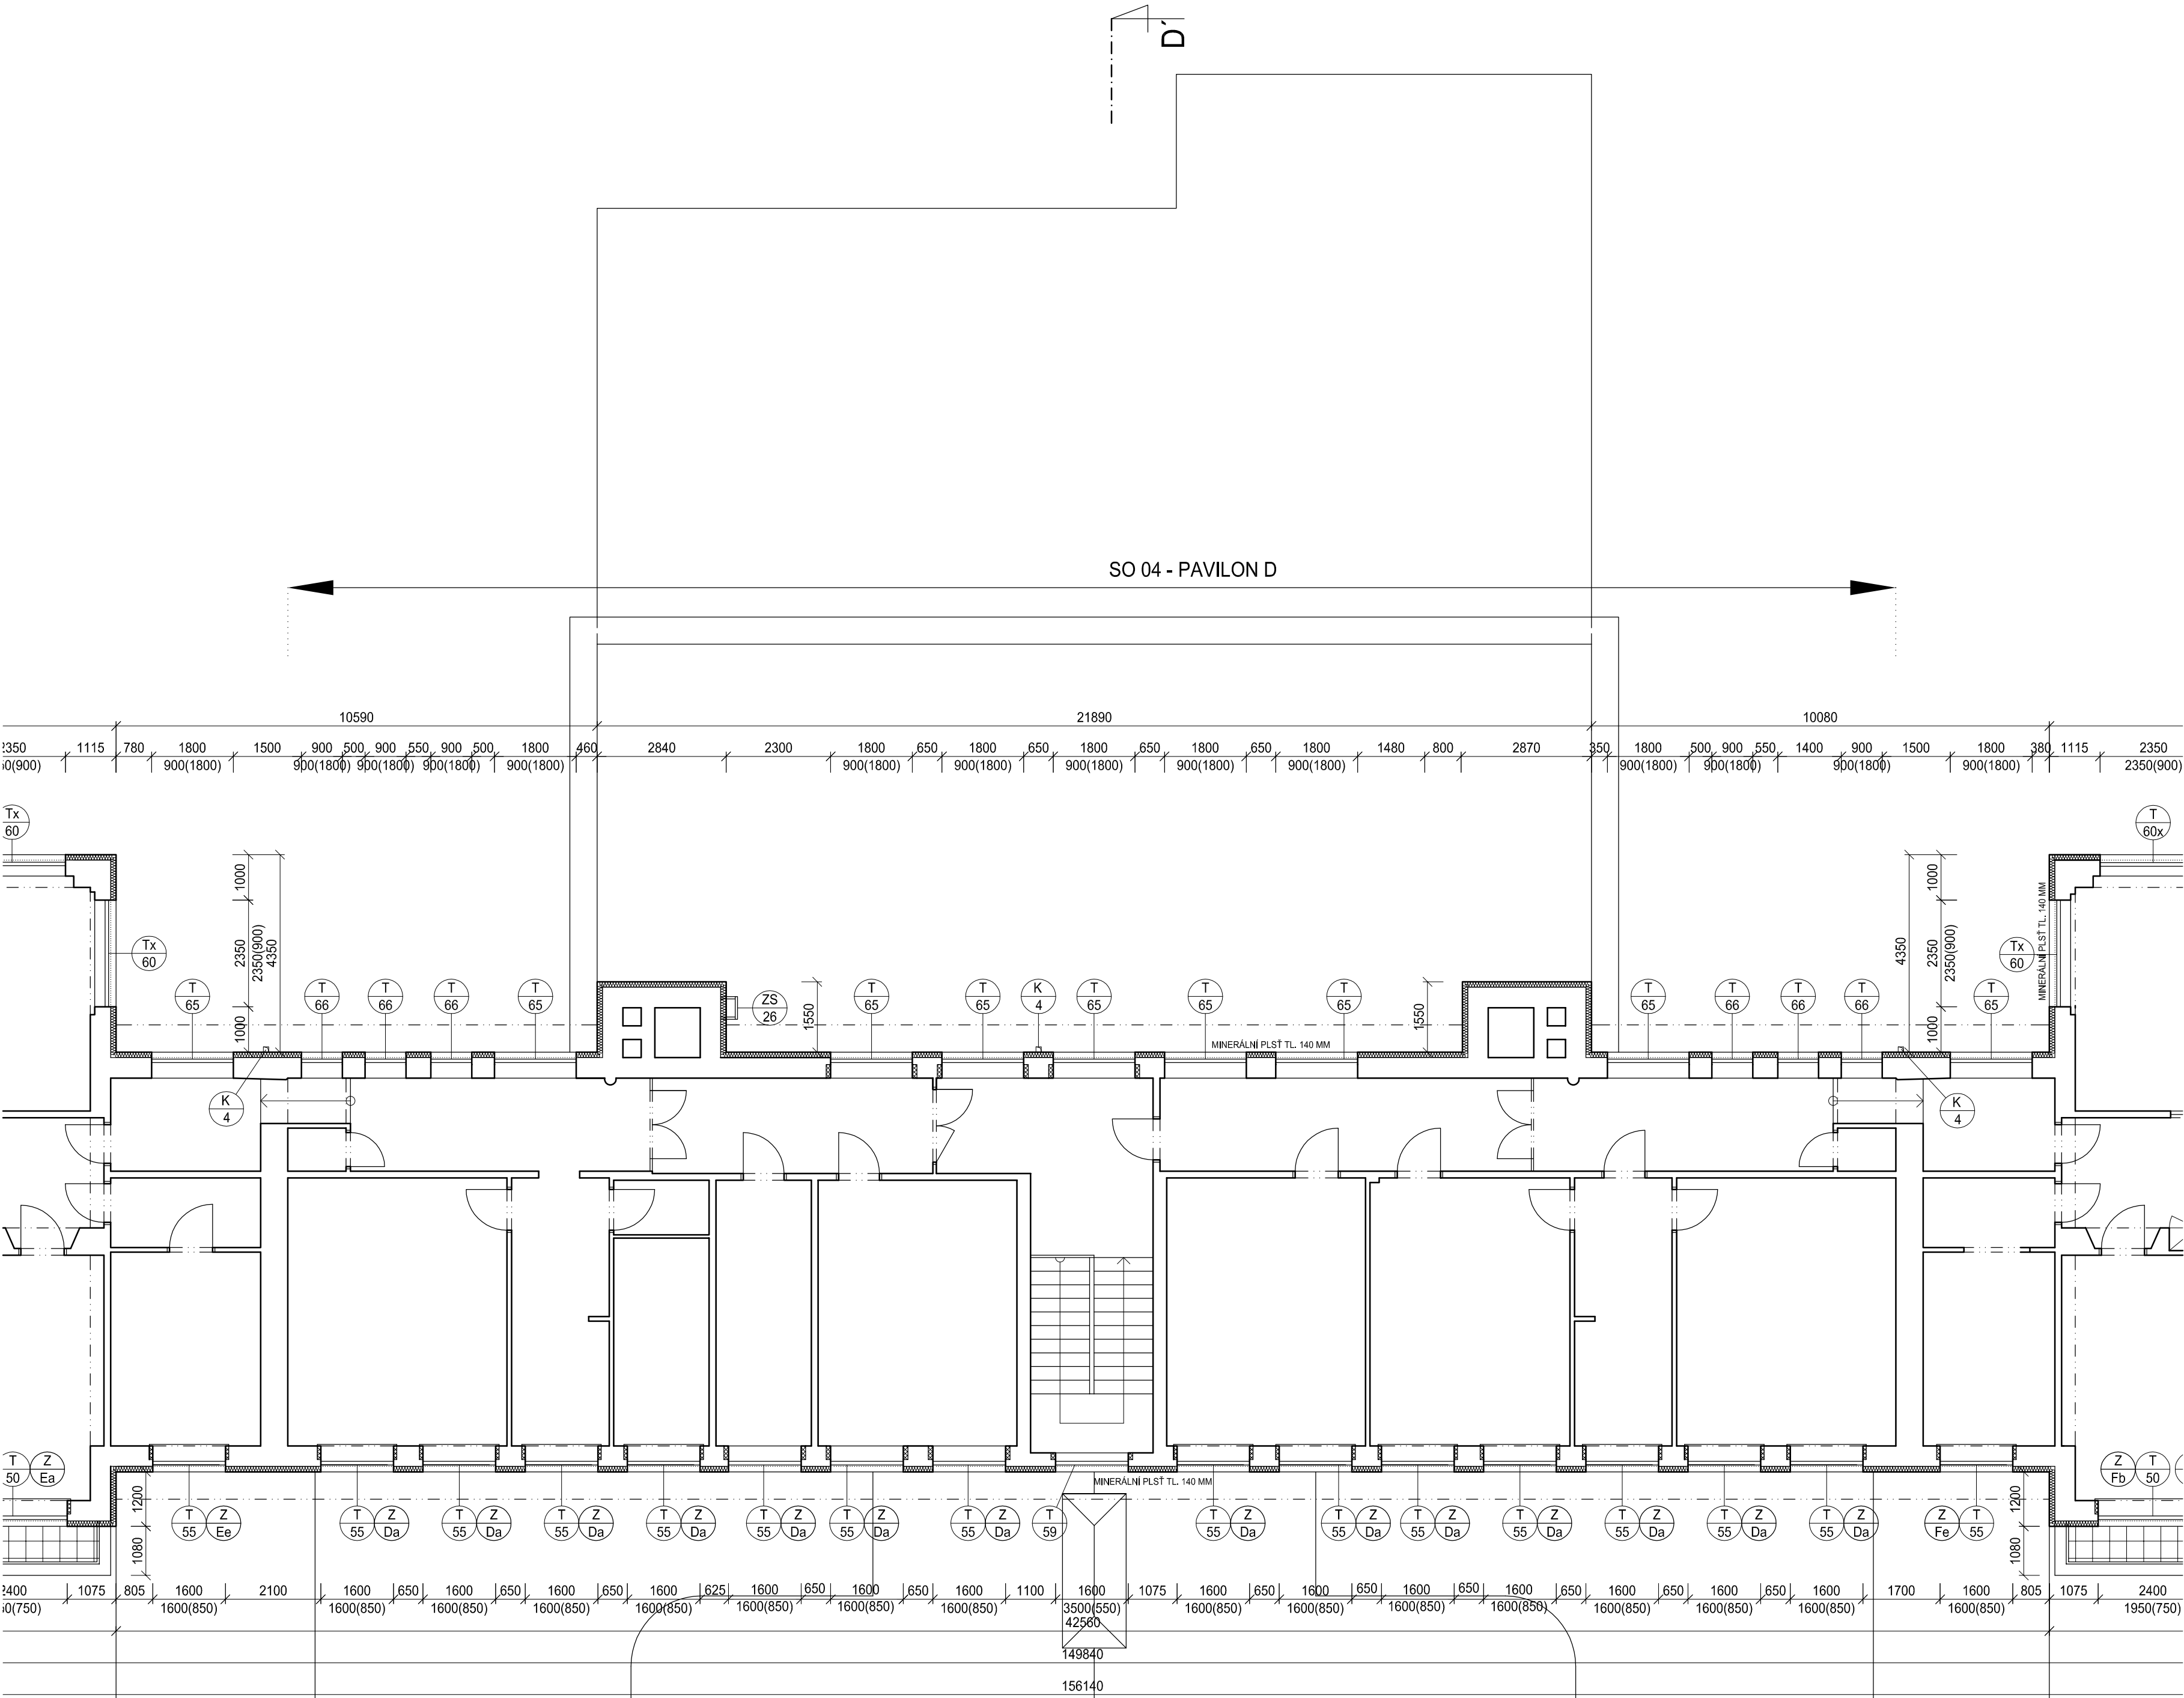 D´
SO 04 - PAVILON D
10590 21890 10080
1115 780 1800 1500 900 500 900 550 900 500 1800 460 2840 2300 1800 650 1800 650 1800 650 1800 650 1800 1480 800 2870 350 1800 500 900 550 1400 900 1500 1800 380 1115 2350
900(1800) 900(1800) 900(1800) 900(1800) 900(1800) 900(1800) 900(1800) 900(1800) 900(1800) 900(1800) 900(1800) 900(1800) 900(1800) 900(1800) 2350(900)
Tx
60
T
60x
1000
2350
2350(900)
4350
1000
Tx
60
1000
2350
2350(900)
4350
1000
Tx
60
MINERÁLNÍ PLSŤ TL. 140 MM
T T T T T ZS T T K T T T T T T T T
65 66 66 66 65 26 65 65 4 65 65 65 65 66 66 66 65
1550 1550
MINERÁLNÍ PLSŤ TL. 140 MM
K
4
K
4
T Z
50 Ea
Z T
Fb 50
MINERÁLNÍ PLSŤ TL. 140 MM
1200 1200
T Z T Z T Z T Z T Z T Z T Z T Z T T Z T Z T Z T Z T Z T Z T Z Z T
55 Ee 55 Da 55 Da 55 Da 55 Da 55 Da 55 Da 55 Da 59 55 Da 55 Da 55 Da 55 Da 55 Da 55 Da 55 Da Fe 55
1080 1080
1075 805 1600 2100 1600 650 1600 650 1600 650 1600 625 1600 650 1600 650 1600 1100 1600 1075 1600 650 1600 650 1600 650 1600 650 1600 650 1600 650 1600 1700 1600 805 1075 2400
1600(850) 1600(850) 1600(850) 1600(850) 1600(850) 1600(850) 1600(850) 1600(850) 3500(550) 1600(850) 1600(850) 1600(850) 1600(850) 1600(850) 1600(850) 1600(850) 1600(850) 1950(750)
42560
149840
156140